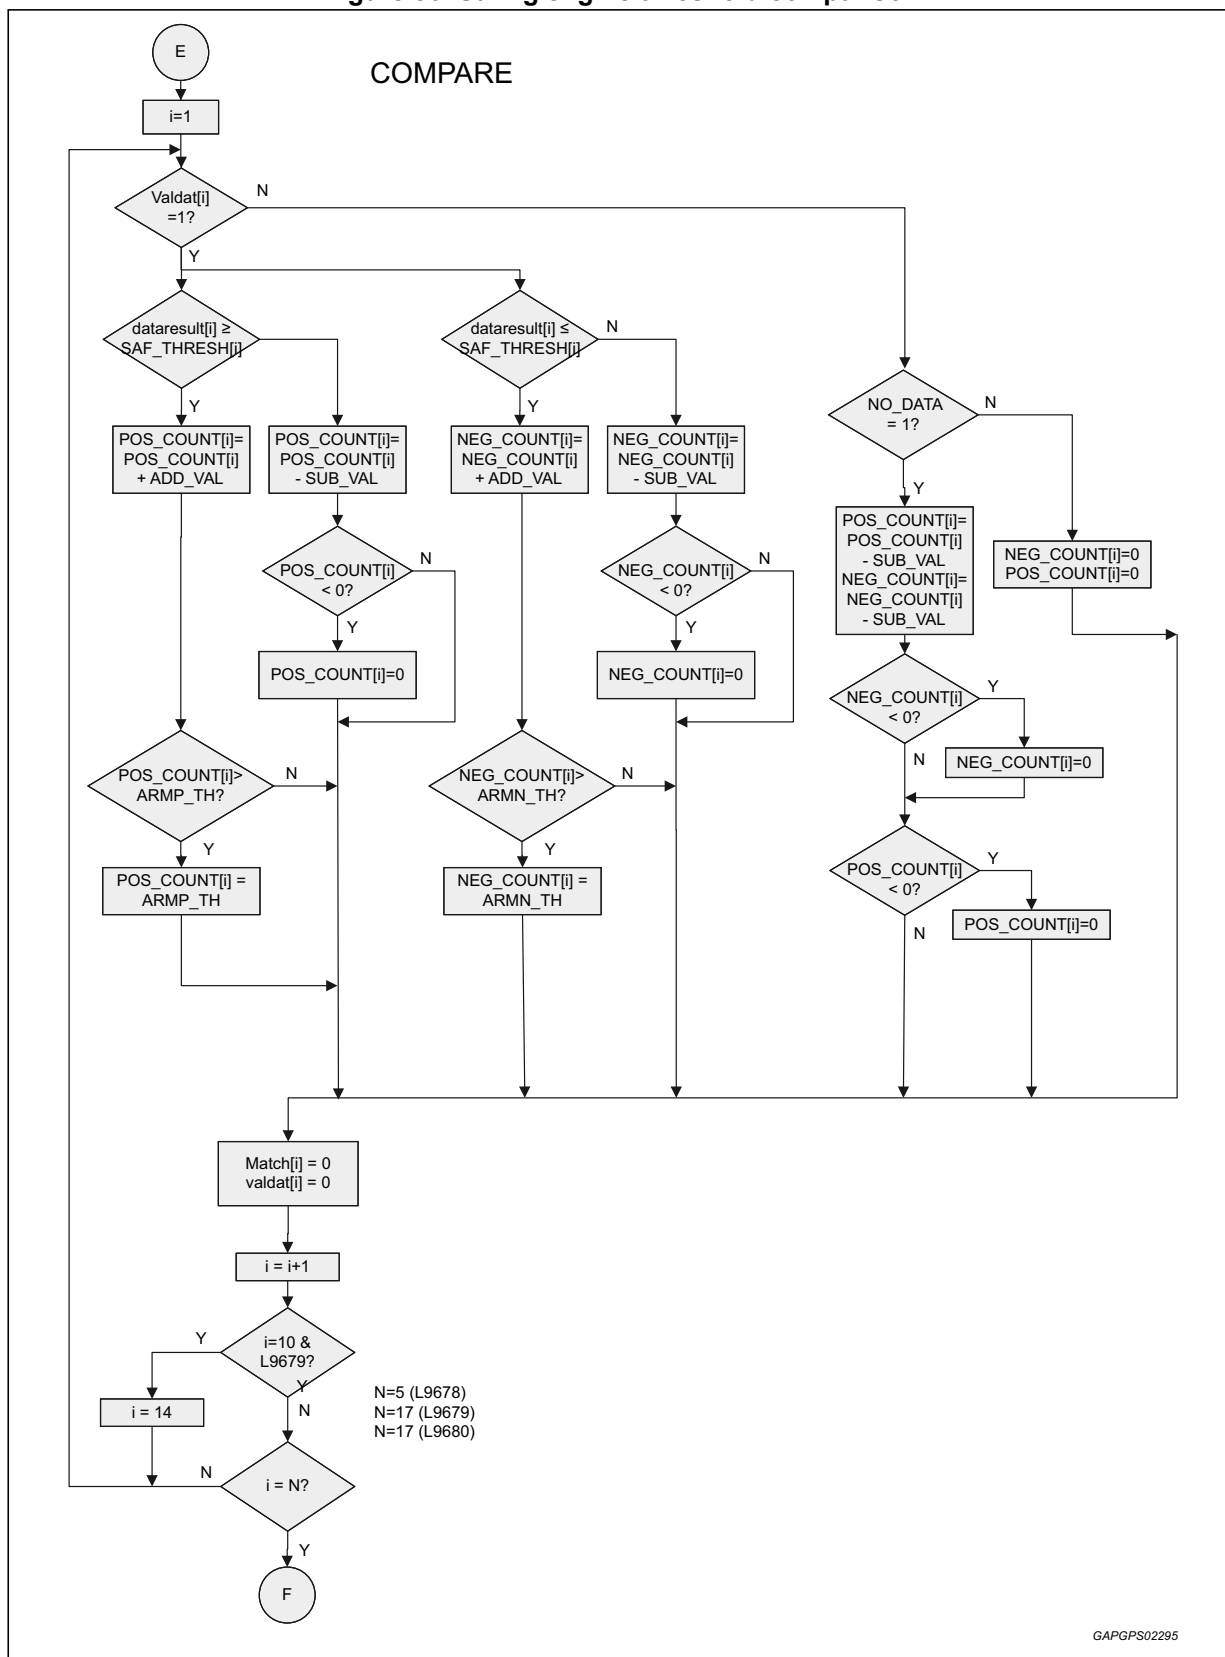 E
COMPARE
i=1
Valdat[i]
=1?
N
Y
dataresult[i] ≥
SAF_THRESH[i]
Y
dataresult[i] ≤
SAF_THRESH[i]
N
Y
POS_COUNT[i]=
POS_COUNT[i]
+ ADD_VAL
POS_COUNT[i]=
POS_COUNT[i]
- SUB_VAL
NEG_COUNT[i]=
NEG_COUNT[i]
+ ADD_VAL
NEG_COUNT[i]=
NEG_COUNT[i]
- SUB_VAL
NO_DATA
= 1?
N
Y
POS_COUNT[i]=
POS_COUNT[i]
- SUB_VAL
NEG_COUNT[i]=
NEG_COUNT[i]
- SUB_VAL
NEG_COUNT[i]=0
POS_COUNT[i]=0
POS_COUNT[i]
< 0?
N
Y
POS_COUNT[i]=0
NEG_COUNT[i]
< 0?
N
Y
NEG_COUNT[i]=0
NEG_COUNT[i]
< 0?
Y
N
NEG_COUNT[i]=0
POS_COUNT[i]>
ARMP_TH?
N
Y
POS_COUNT[i] =
ARMP_TH
NEG_COUNT[i]>
ARMN_TH?
N
Y
NEG_COUNT[i] =
ARMN_TH
POS_COUNT[i]
< 0?
Y
N
POS_COUNT[i]=0
Match[i] = 0
valdat[i] = 0
i = i+1
i=10 &
L9679?
Y
Y
N
i = 14
N=5 (L9678)
N=17 (L9679)
N=17 (L9680)
i = N?
N
Y
F
GAPGPS02295